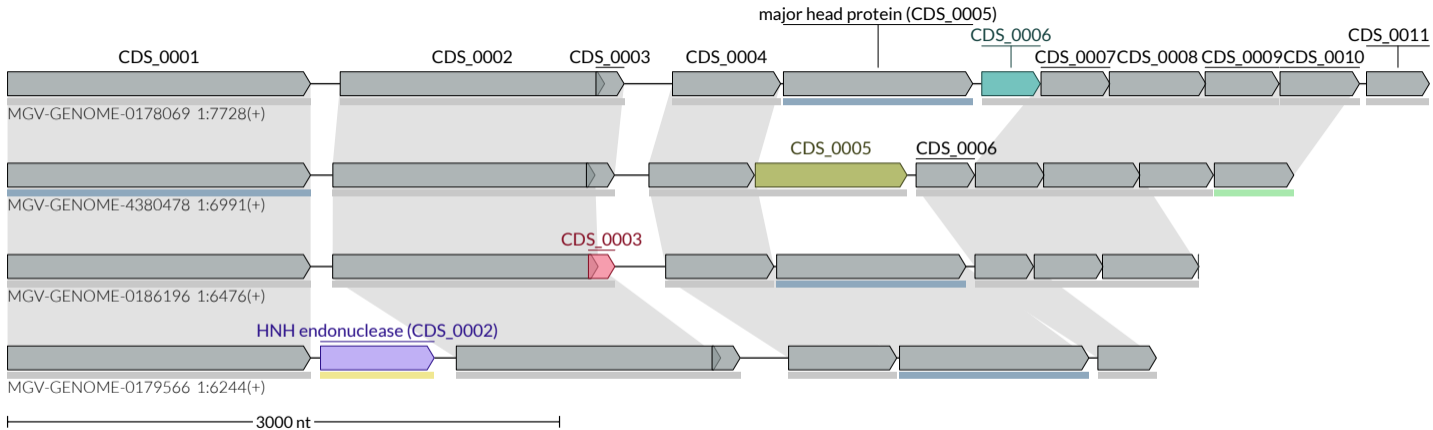 major head protein (CDS_0005)
CDS_0006
CDS_0011
CDS_0001 CDS_0002 CDS_0003 CDS_0004 CDS_0007 CDS_0008 CDS_0009 CDS_0010
MGV-GENOME-0178069 1:7728(+)
CDS_0005 CDS_0006
MGV-GENOME-4380478 1:6991(+)
CDS_0003
MGV-GENOME-0186196 1:6476(+)
HNH endonuclease (CDS_0002)
MGV-GENOME-0179566 1:6244(+)
3000 nt